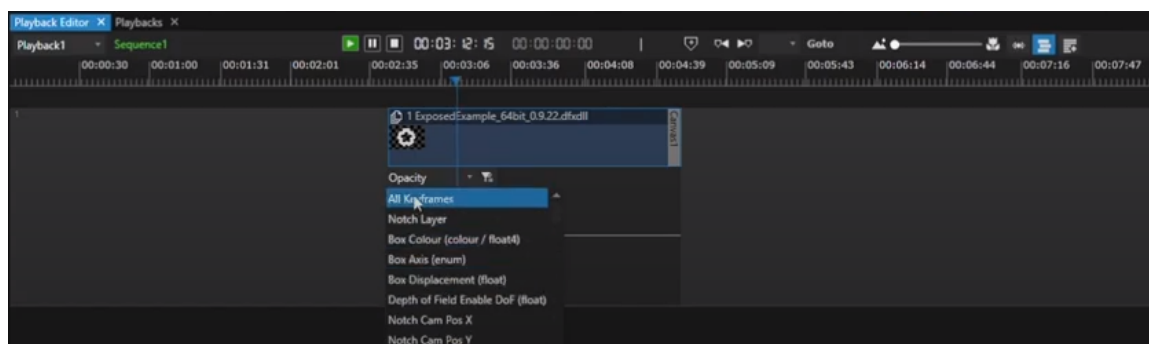 Playback Editor × Playbacks ×
Playback1 Sequence1 00:03:12:15 00:00:00:00 Goto
00:00:30 00:01:00 00:01:31 00:02:01 00:02:35 00:03:06 00:03:36 00:04:08 00:04:39 00:05:09 00:05:43 00:06:14 00:06:44 00:07:16 00:07:47
1
1 ExposedExample_64bit_0.9.22.dfxdll
Canvas1
Opacity
All Keyframes
Notch Layer
Box Colour (colour / float4)
Box Axis (enum)
Box Displacement (float)
Depth of Field Enable DoF (float)
Notch Cam Pos X
Notch Cam Pos Y